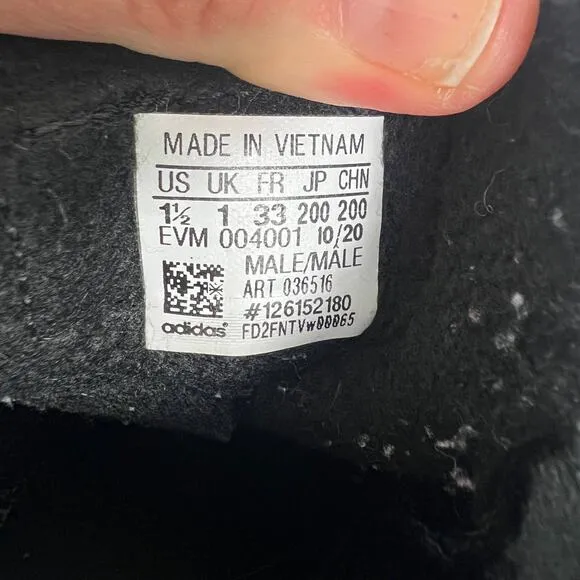 MADE IN VIETNAM
US UK FR JP CHN
1½ 1 33 200 200
EVM 004001 10/20
MALE/MÂLE
ART 036516
#126152180
adidas® FD2FNTVw00065